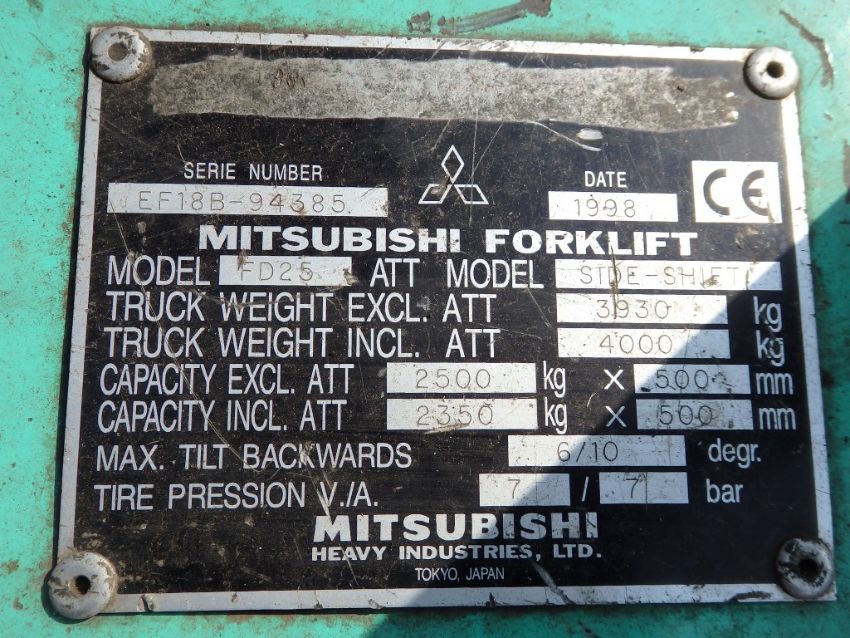 SERIE NUMBER
DATE
EF18B-94385
1998
CE
MITSUBISHI FORKLIFT
MODEL FD25 ATT MODEL SIDE-SHIFT
TRUCK WEIGHT EXCL. ATT 3930 kg
TRUCK WEIGHT INCL. ATT 4000 kg
CAPACITY EXCL. ATT 2500 kg X 500 mm
CAPACITY INCL. ATT 2350 kg X 500 mm
MAX. TILT BACKWARDS 6/10 degr.
TIRE PRESSION V./A. 7 / 7 bar
MITSUBISHI
HEAVY INDUSTRIES, LTD.
TOKYO, JAPAN